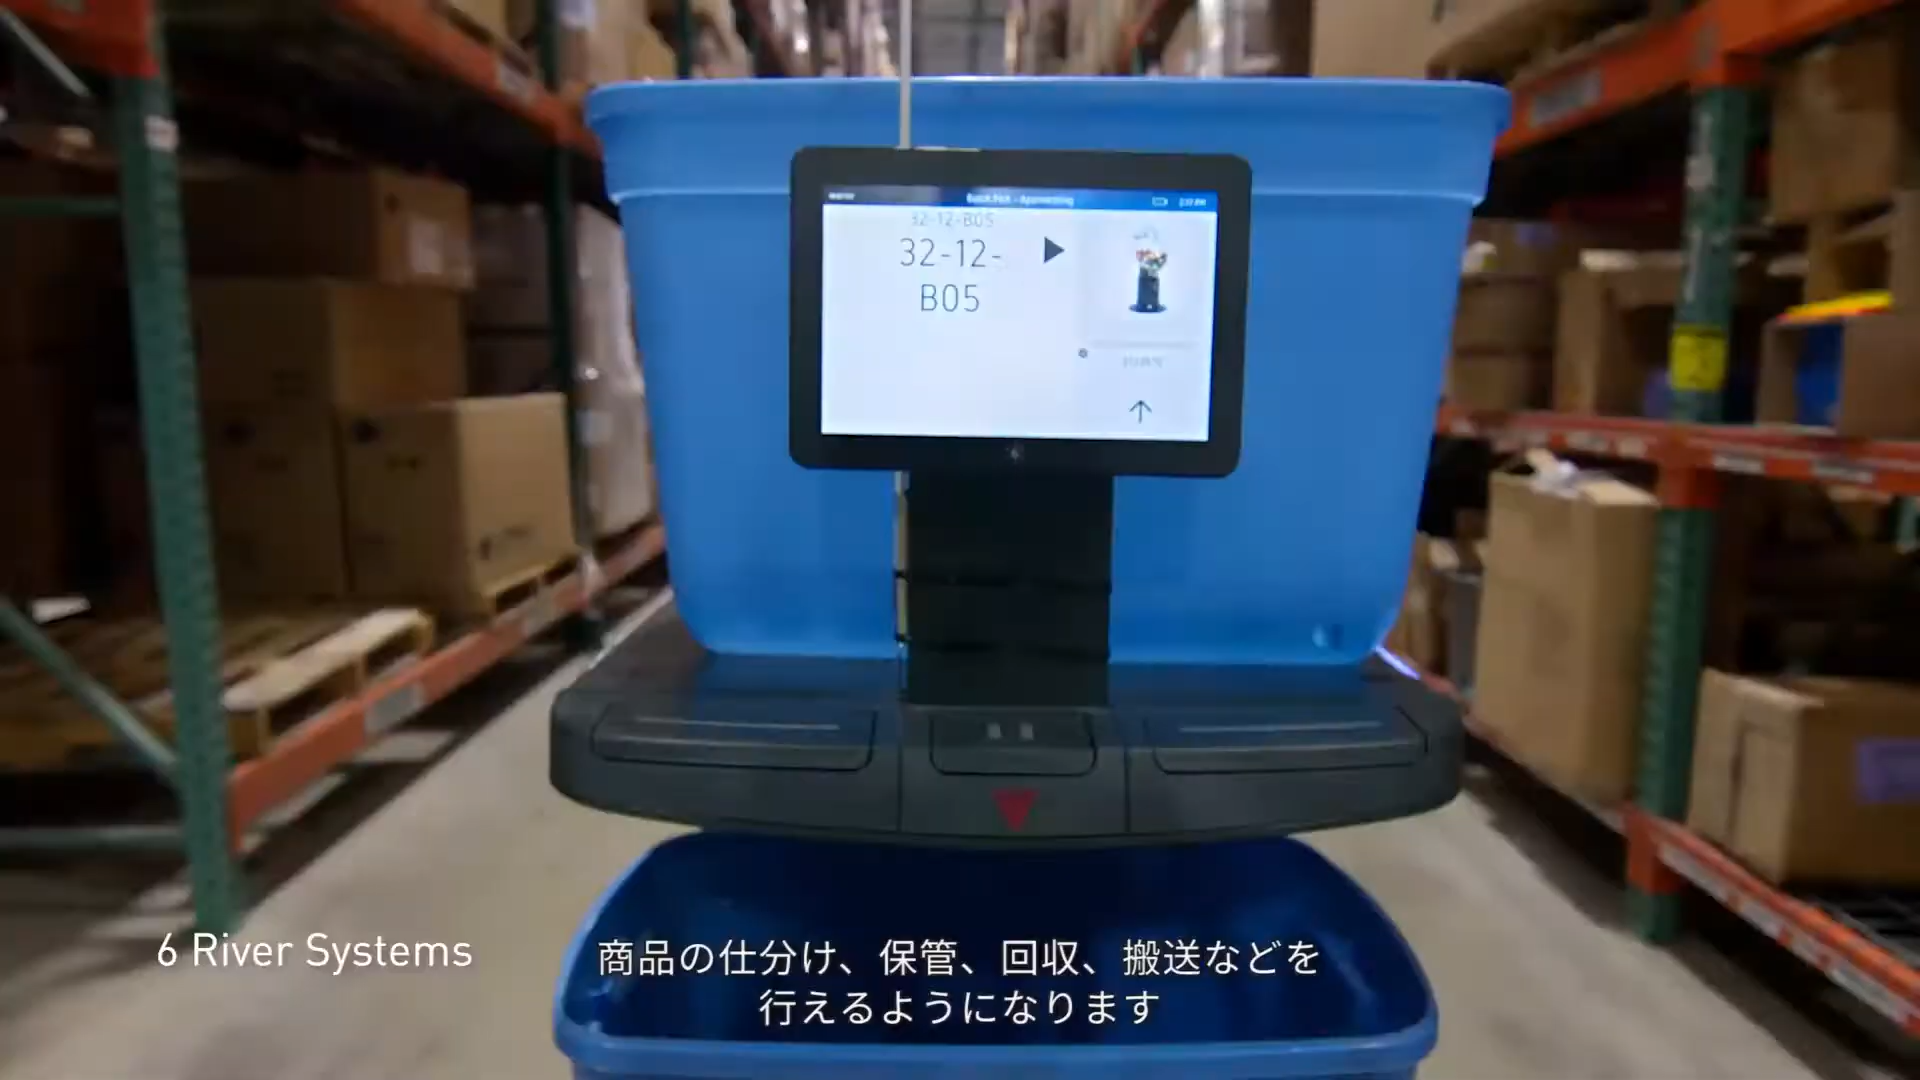 32-12-B05
32-12-
B05
6 River Systems
商品の仕分け、保管、回収、搬送などを
行えるようになります